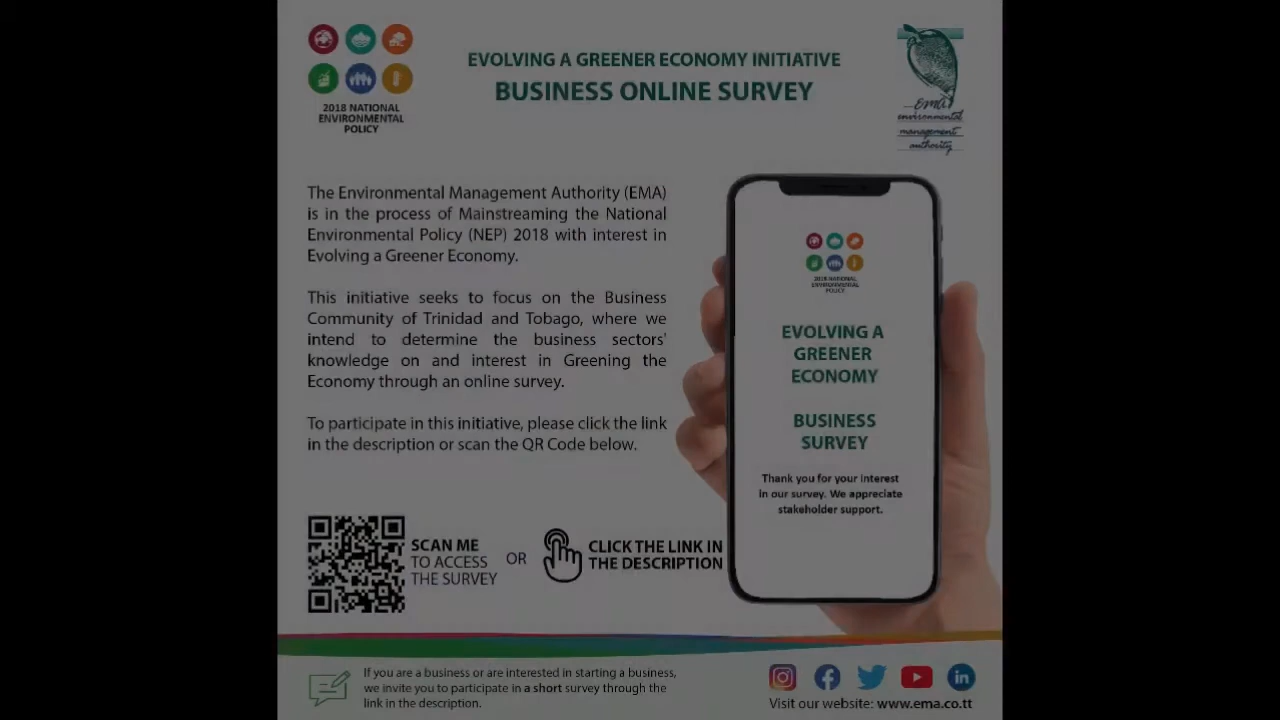 2018 NATIONAL
ENVIRONMENTAL
POLICY
EVOLVING A GREENER ECONOMY INITIATIVE
BUSINESS ONLINE SURVEY
EMA
environmental
management
authority
The Environmental Management Authority (EMA)
is in the process of Mainstreaming the National
Environmental Policy (NEP) 2018 with interest in
Evolving a Greener Economy.
This initiative seeks to focus on the Business
Community of Trinidad and Tobago, where we
intend to determine the business sectors'
knowledge on and interest in Greening the
Economy through an online survey.
To participate in this initiative, please click the link
in the description or scan the QR Code below.
2018 NATIONAL
ENVIRONMENTAL
POLICY
EVOLVING A
GREENER
ECONOMY
BUSINESS
SURVEY
Thank you for your interest
in our survey. We appreciate
stakeholder support.
SCAN ME
TO ACCESS
THE SURVEY
OR
CLICK THE LINK IN
THE DESCRIPTION
If you are a business or are interested in starting a business,
we invite you to participate in a short survey through the
link in the description.
Visit our website: www.ema.co.tt